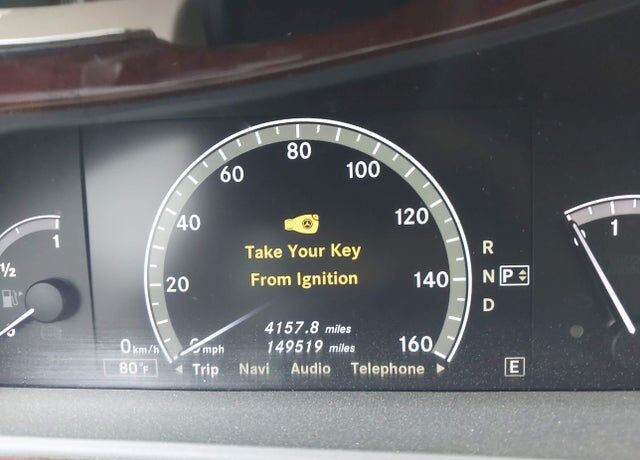 80
60
100
40
120
1
1
Take Your Key
R
1/2
From Ignition
N P
20
140
D
4157.8 miles
0 km/h
0 mph
149519 miles
160
80°F
Trip Navi Audio Telephone
E